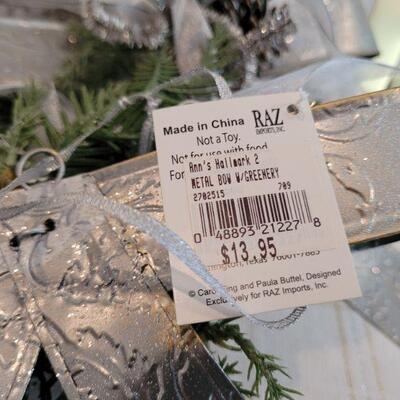 Made in China
RAZ
IMPORTS, INC.
Not a Toy.
Not for use with food
For
Ann's Hallmark 2
METAL BOW W/GREENERY
2702515 709
0 48893 21227 8
$13.95
Texas
© Carol King and Paula Buttel, Designed
Exclusively for RAZ Imports, Inc.